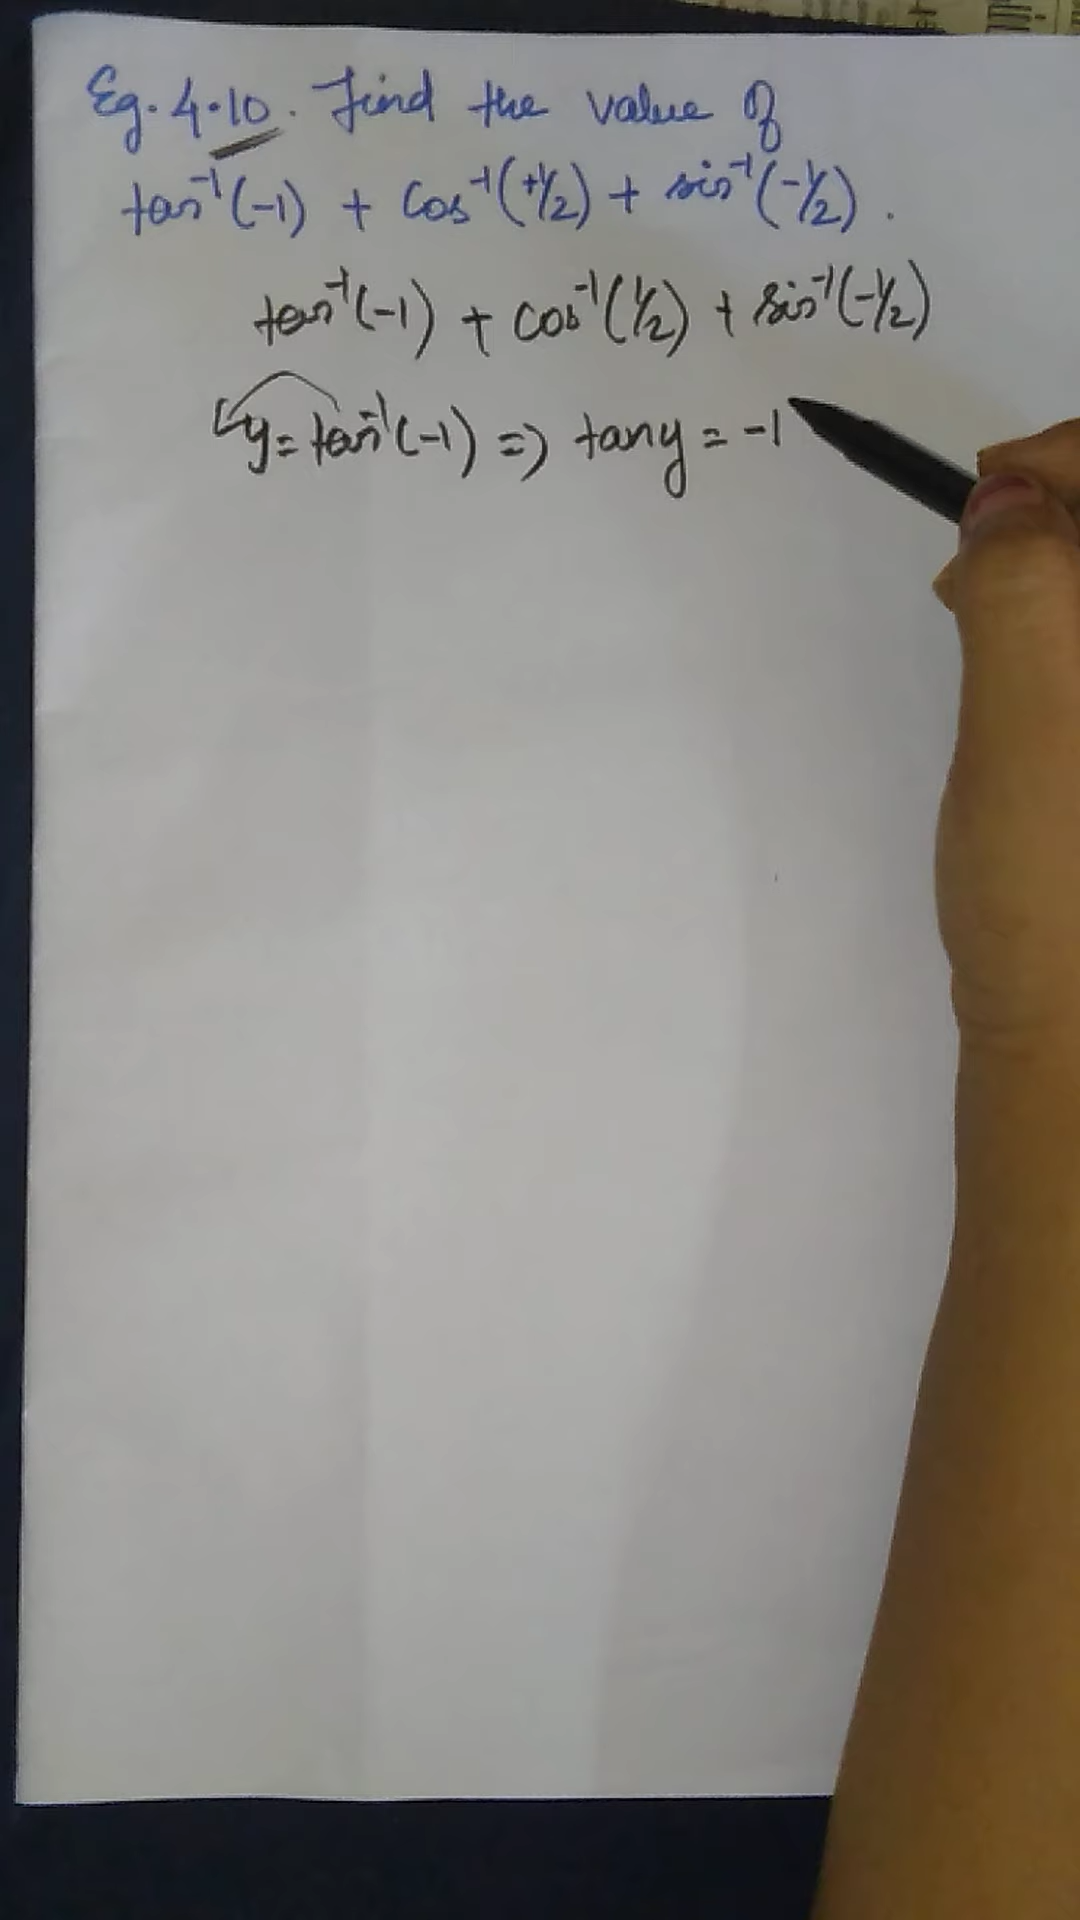 Eg. 4.10. Find the value of
tan⁻¹(-1) + Cos⁻¹(+1/2) + sin⁻¹(-1/2).
tan⁻¹(-1) + cos⁻¹(1/2) + sin⁻¹(-1/2)
y = tan⁻¹(-1) => tan y = -1